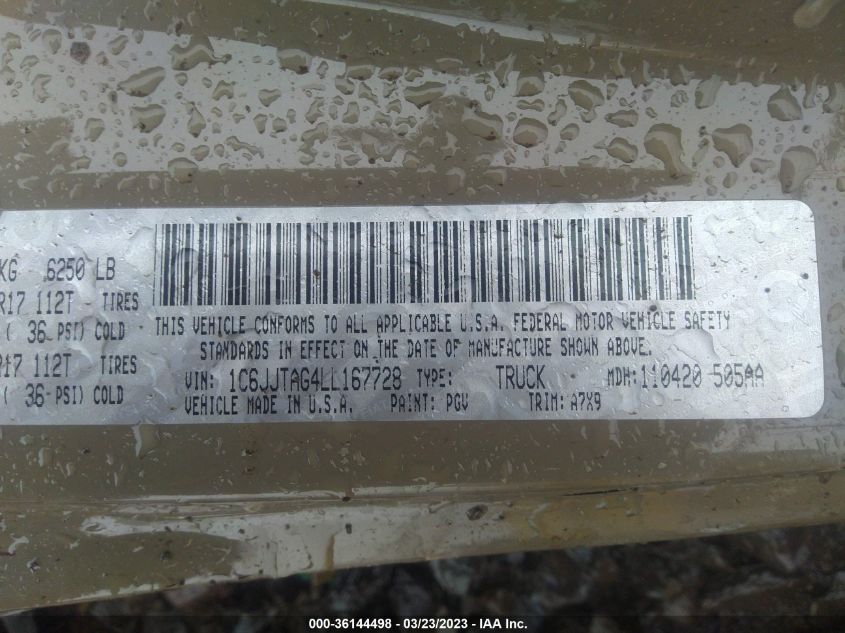 KG 6250 LB
R17 112T - TIRES
( 36 PSI) COLD
R17 112T TIRES
( 36 PSI) COLD
THIS VEHICLE CONFORMS TO ALL APPLICABLE U.S.A. FEDERAL MOTOR VEHICLE SAFETY
STANDARDS IN EFFECT ON THE DATE OF MANUFACTURE SHOWN ABOVE.
VIN: 1C6JJTAG4LL167728 TYPE: TRUCK MDH: 110420 505AA
VEHICLE MADE IN U.S.A. PAINT: PGV TRIM: A7X9
000-36144498 - 03/23/2023 - IAA Inc.